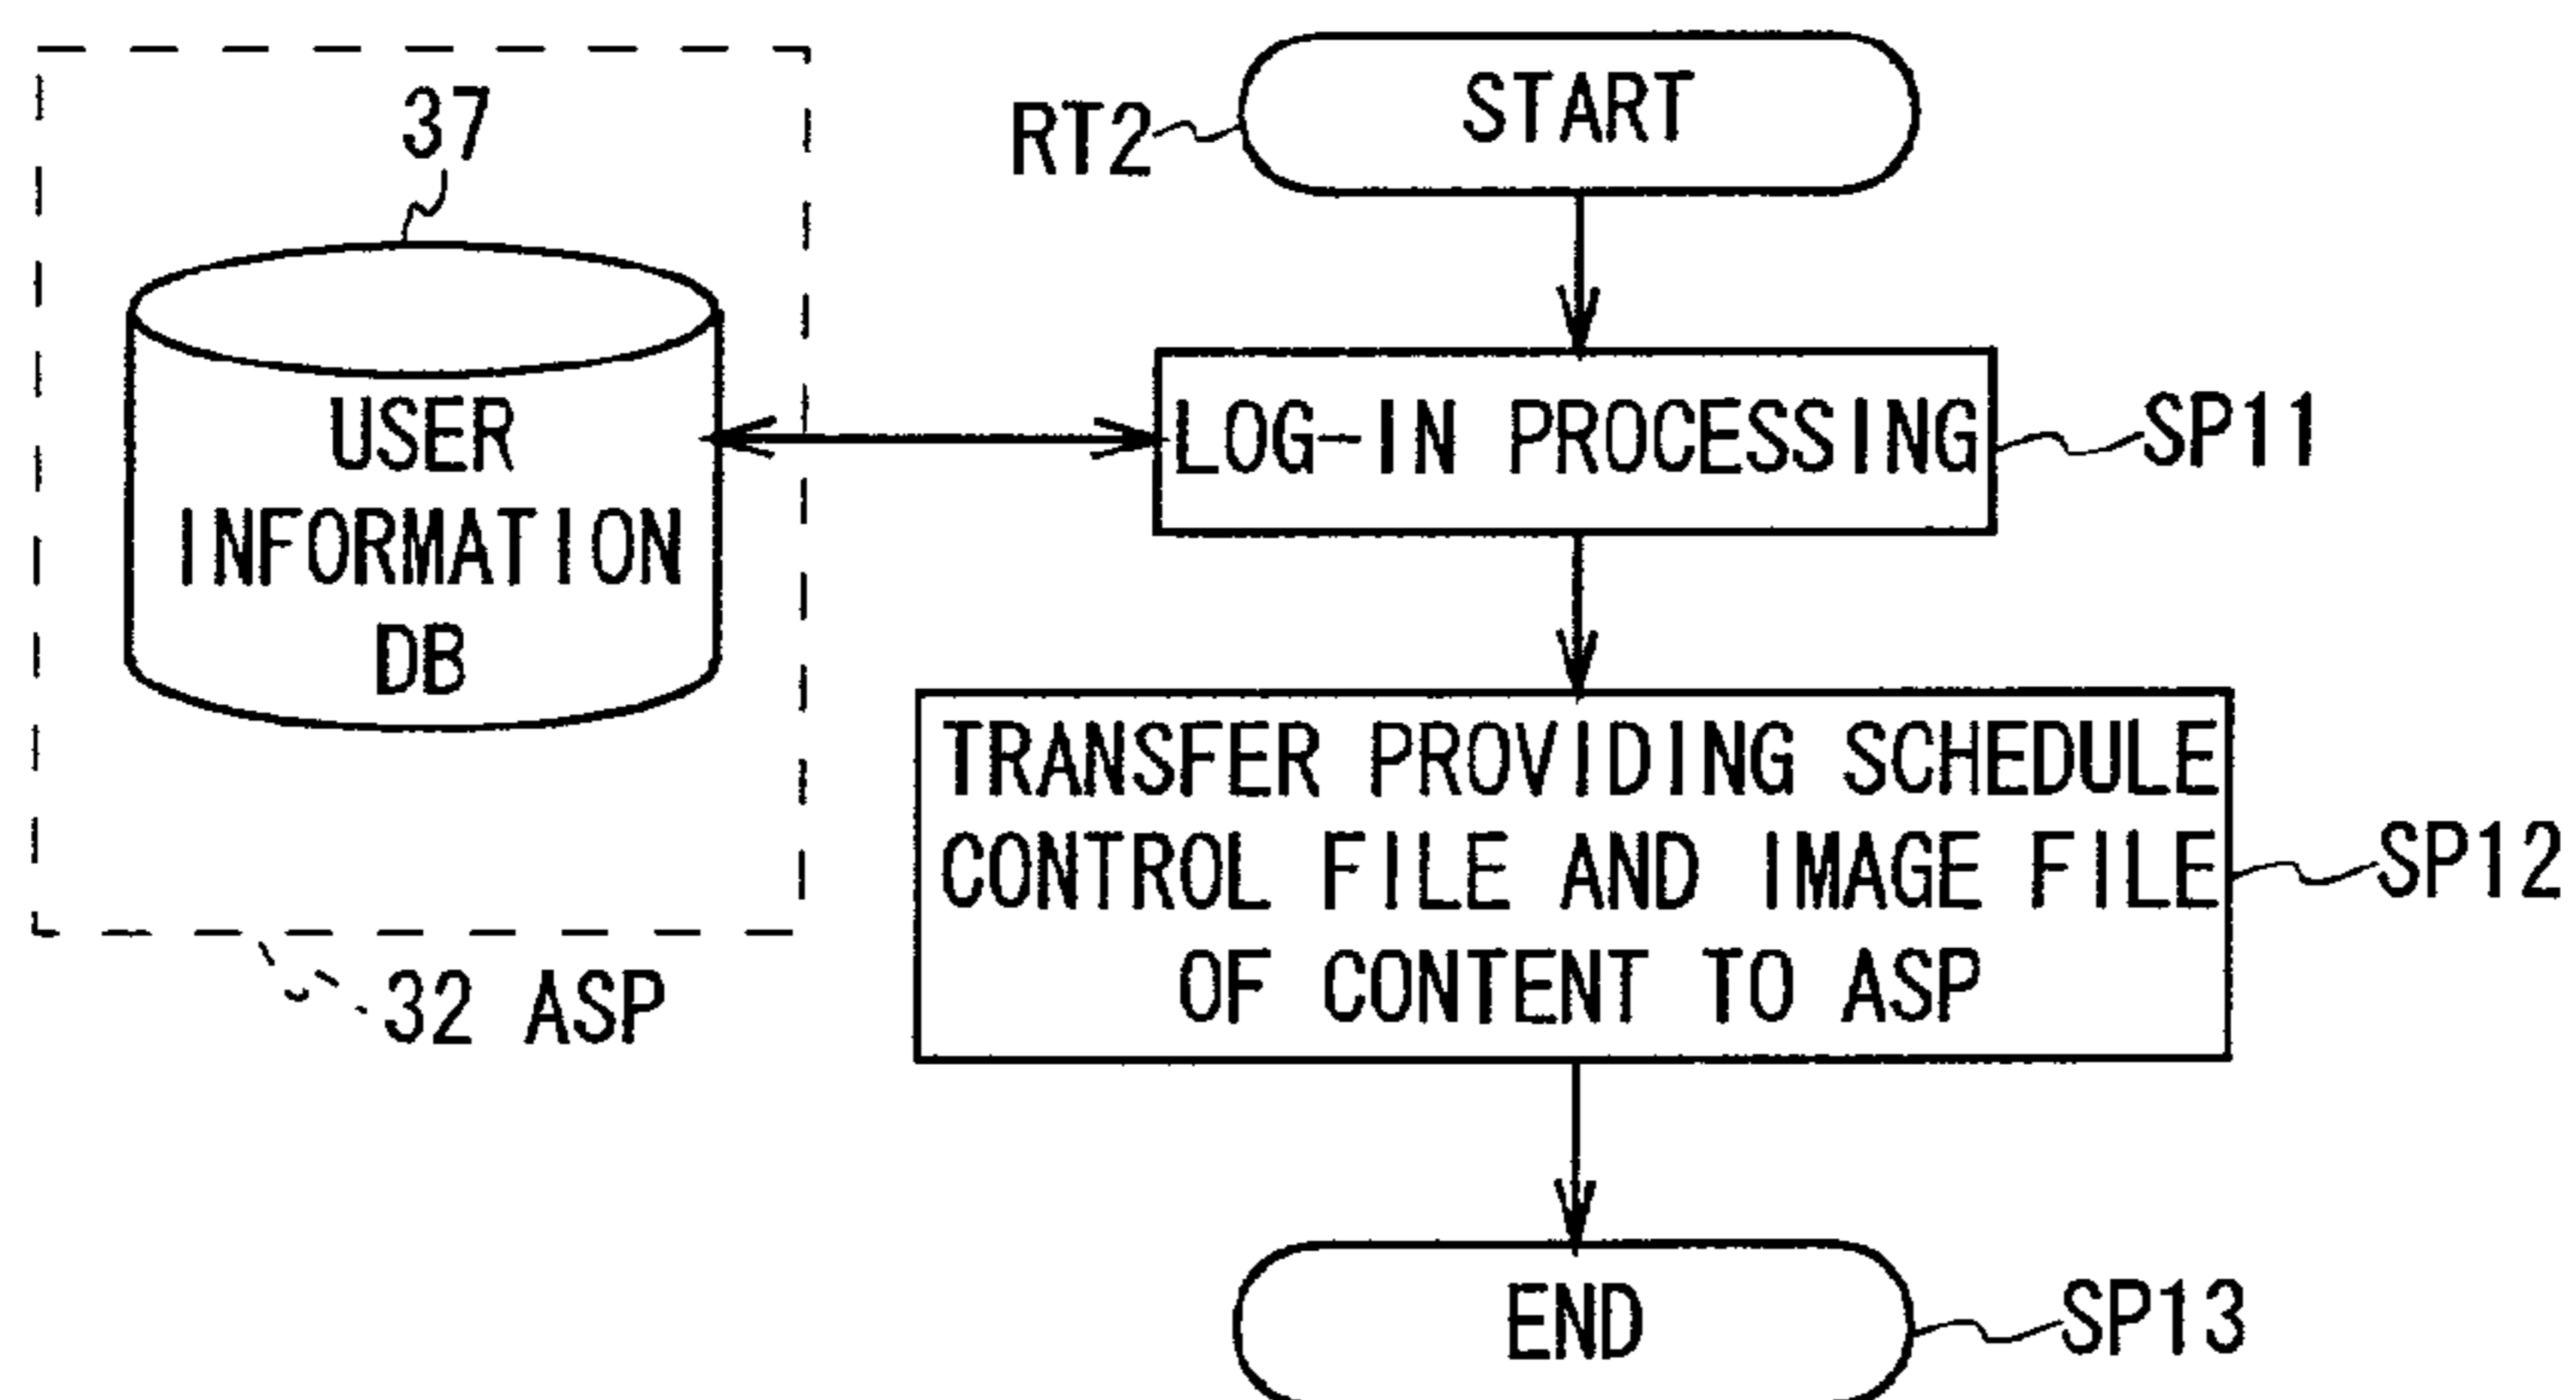 37
USER
INFORMATION
DB
32 ASP
RT2
START
LOG-IN PROCESSING
SP11
TRANSFER PROVIDING SCHEDULE
CONTROL FILE AND IMAGE FILE
OF CONTENT TO ASP
SP12
END
SP13